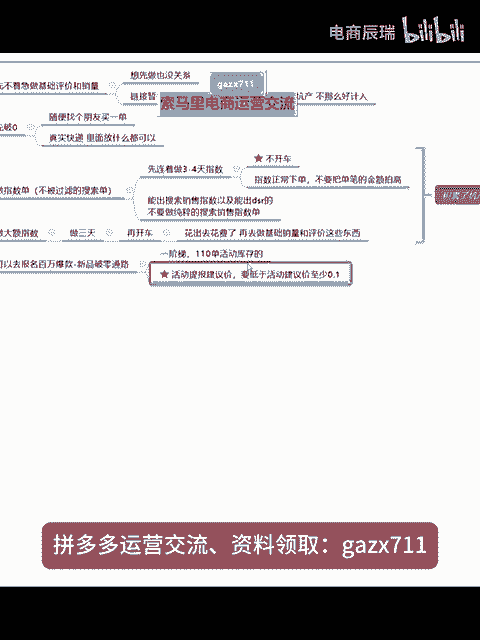 电商辰瑞 bilibili
先不着急做基础评价和销量
想先做也没关系
gazx711
链接暂
索马里电商运营交流
坑产 不那么好计入
随便找个朋友买一单
先破0
真实快递 里面放什么都可以
先连着做3-4天指数
不开车
指数正常下单,不要把单笔的金额拍高
做指数单(不被过滤的搜索单)
能出搜索销售指数以及能出dsr的
不要做纯粹的搜索销售指数单
做大额指数
做三天
再开车
花出去花费了 再去做基础销量和评价这些东西
可以去报名百万爆款-新品破零通路
一阶梯,110单活动库存的
活动提报建议价,要低于活动建议价至少0.1
拼多多运营交流、资料领取:gazx711